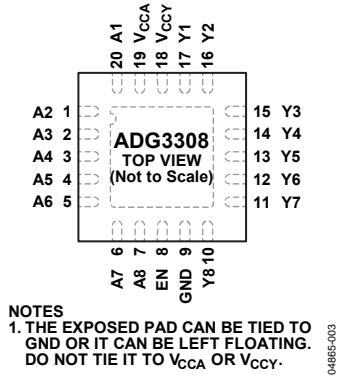 20 A1
19 VCCA
18 VCCY
17 Y1
16 Y2
A2 1
A3 2
A4 3
A5 4
A6 5
ADG3308
TOP VIEW
(Not to Scale)
15 Y3
14 Y4
13 Y5
12 Y6
11 Y7
A7 6
A8 7
EN 8
GND 9
Y8 10
NOTES
1. THE EXPOSED PAD CAN BE TIED TO
GND OR IT CAN BE LEFT FLOATING.
DO NOT TIE IT TO VCCA OR VCCY.
04865-003